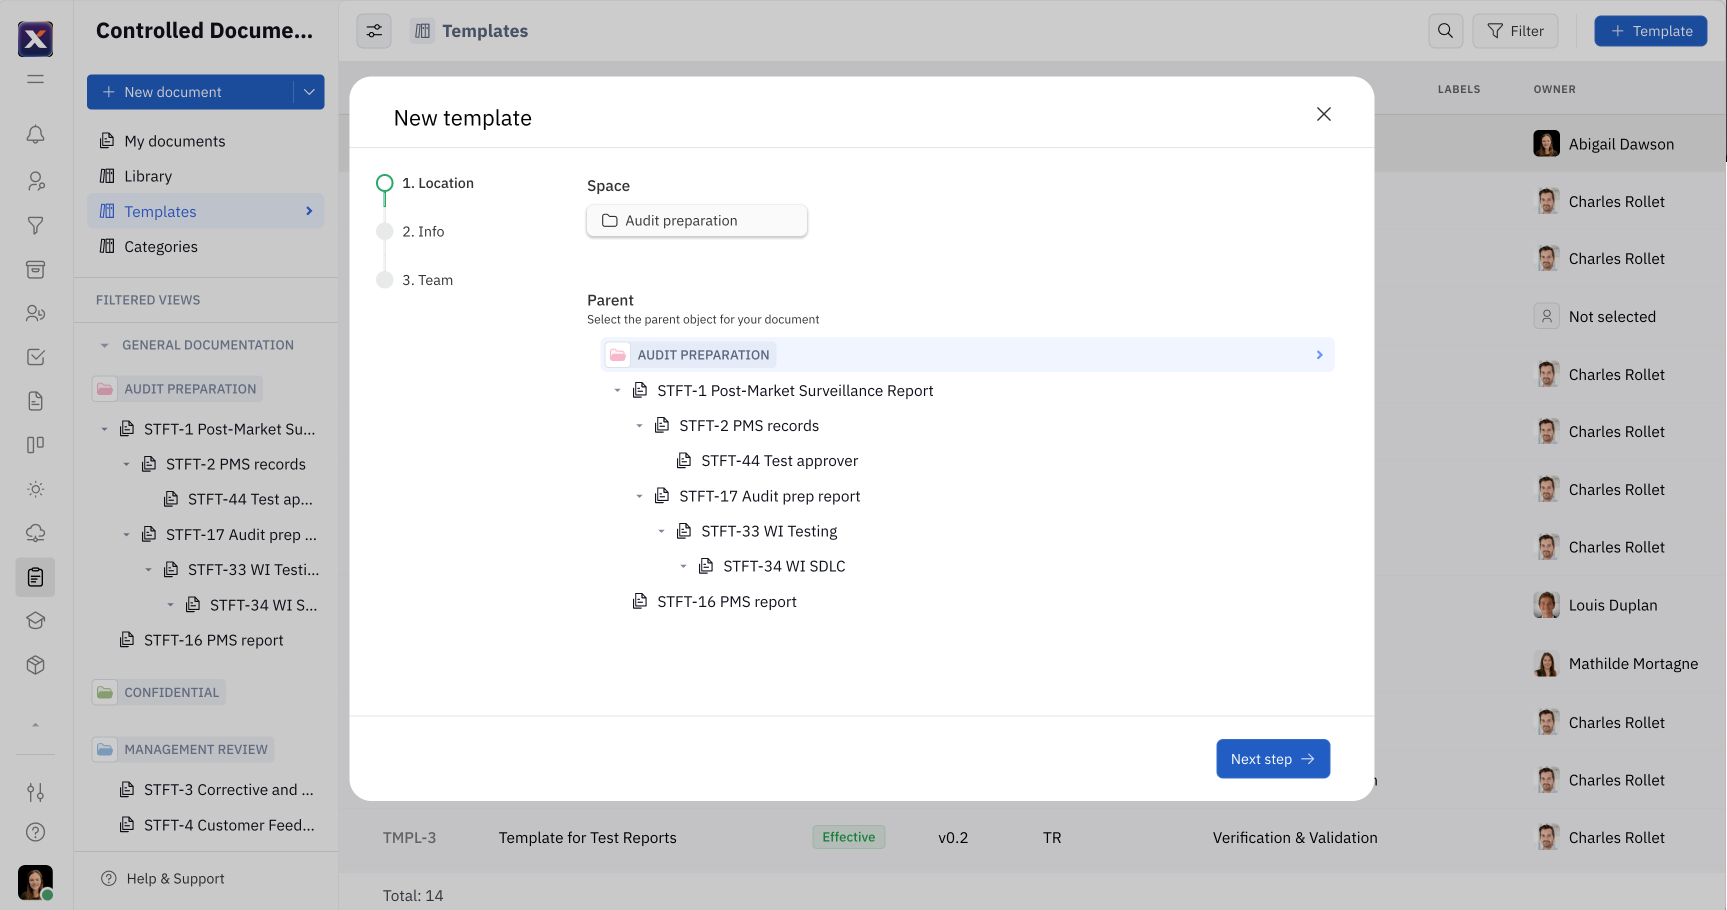 Controlled Docume...
New document
My documents
Library
Templates
Categories
FILTERED VIEWS
GENERAL DOCUMENTATION
AUDIT PREPARATION
STFT-1 Post-Market Su...
STFT-2 PMS records
STFT-44 Test ap...
STFT-17 Audit prep ...
STFT-33 WI Testi...
STFT-34 WI S...
STFT-16 PMS report
CONFIDENTIAL
MANAGEMENT REVIEW
STFT-3 Corrective and ...
STFT-4 Customer Feed...
Help & Support
Templates
Filter
Template
LABELS OWNER
Abigail Dawson
Charles Rollet
Charles Rollet
Not selected
Charles Rollet
Charles Rollet
Charles Rollet
Charles Rollet
Louis Duplan
Mathilde Mortagne
Charles Rollet
Charles Rollet
New template
1. Location
2. Info
3. Team
Space
Audit preparation
Parent
Select the parent object for your document
AUDIT PREPARATION
STFT-1 Post-Market Surveillance Report
STFT-2 PMS records
STFT-44 Test approver
STFT-17 Audit prep report
STFT-33 WI Testing
STFT-34 WI SDLC
STFT-16 PMS report
Next step
TMPL-3 Template for Test Reports Effective v0.2 TR Verification & Validation Charles Rollet
Total: 14